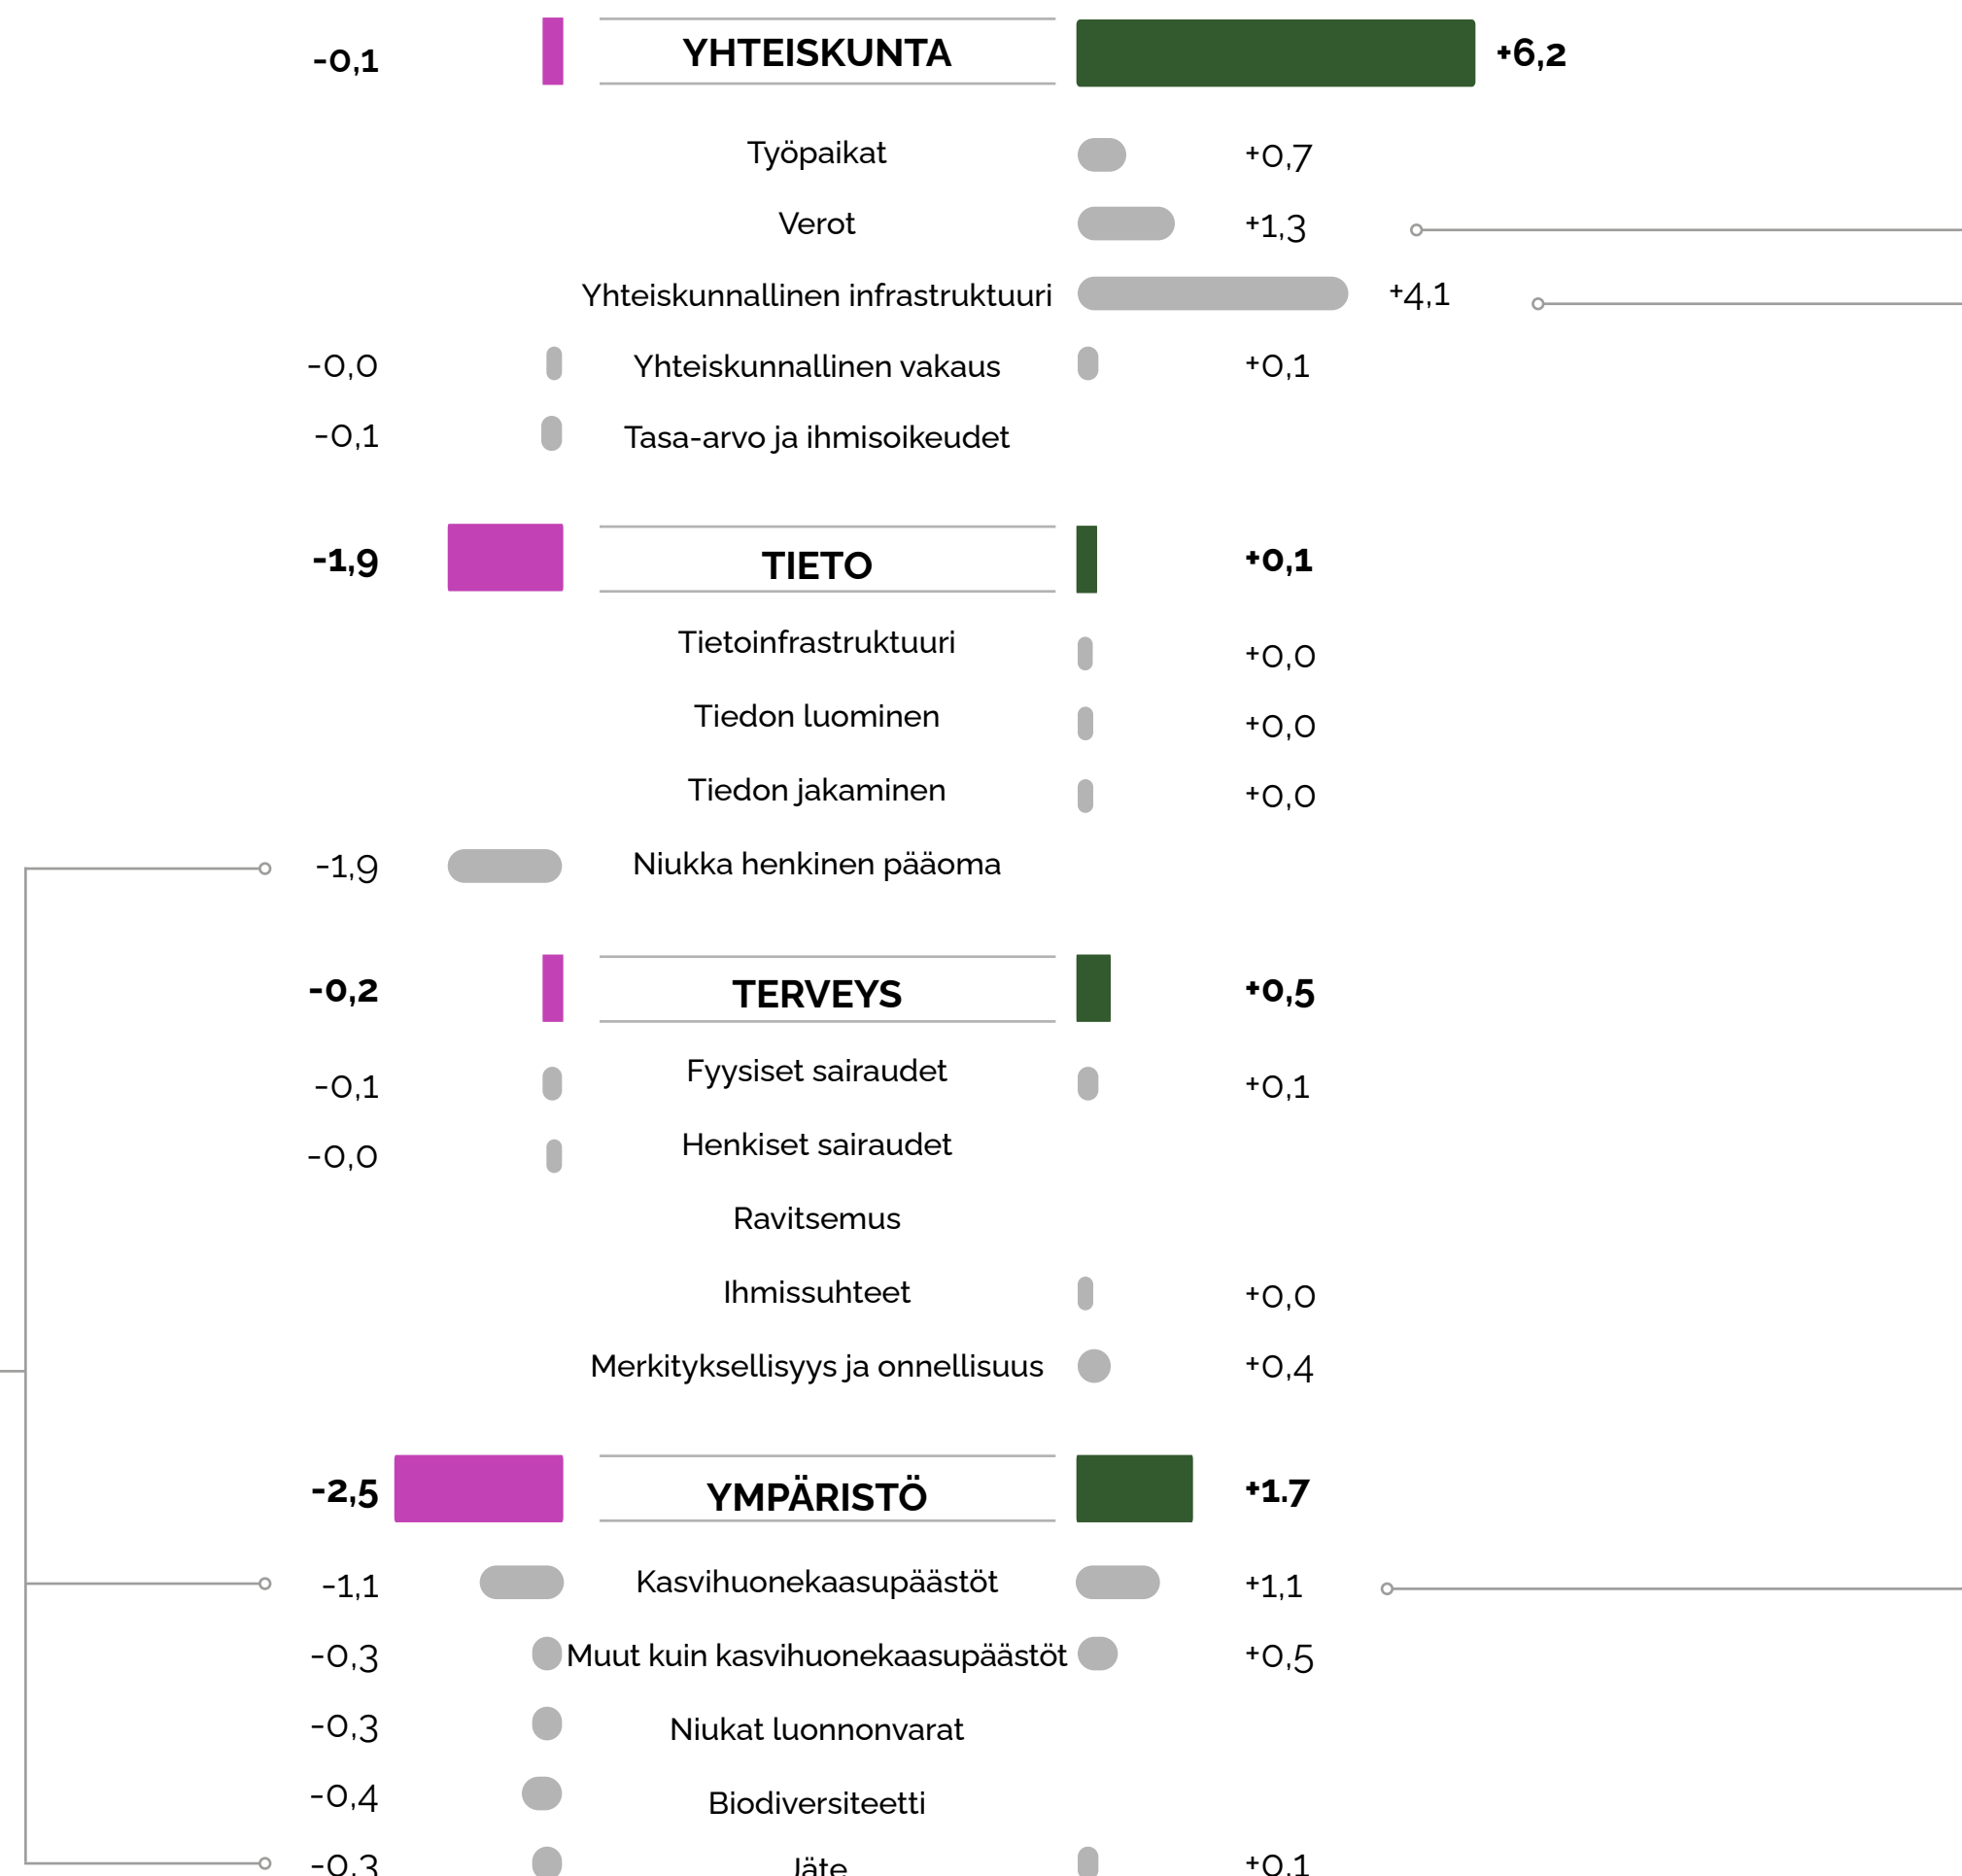 -0,1 YHTEISKUNTA +6,2
Työpaikat +0,7
Verot +1,3
Yhteiskunnallinen infrastruktuuri +4,1
-0,0 Yhteiskunnallinen vakaus +0,1
-0,1 Tasa-arvo ja ihmisoikeudet
-1,9 TIETO +0,1
Tietoinfrastruktuuri +0,0
Tiedon luominen +0,0
Tiedon jakaminen +0,0
-1,9 Niukka henkinen pääoma
-0,2 TERVEYS +0,5
-0,1 Fyysiset sairaudet +0,1
-0,0 Henkiset sairaudet
Ravitsemus
Ihmissuhteet +0,0
Merkityksellisyys ja onnellisuus +0,4
-2,5 YMPÄRISTÖ +1.7
-1,1 Kasvihuonekaasupäästöt +1,1
-0,3 Muut kuin kasvihuonekaasupäästöt +0,5
-0,3 Niukat luonnonvarat
-0,4 Biodiversiteetti
-0,3 Jäte +0,1